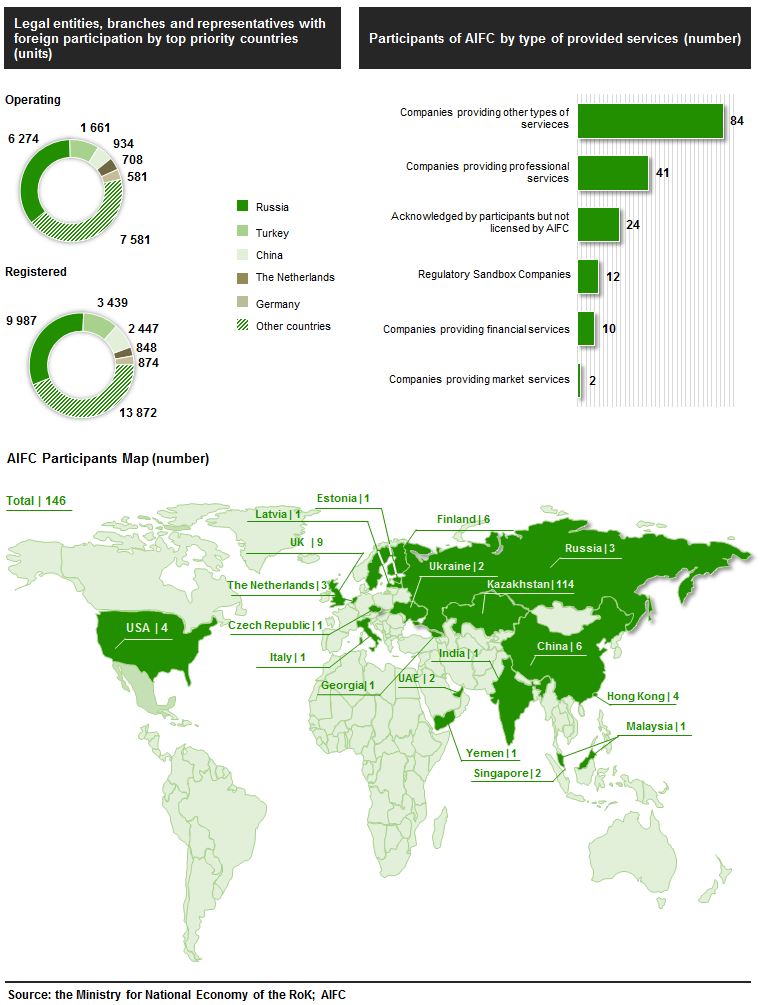 Legal entities, branches and representatives with
foreign participation by top priority countries
(units)
Participants of AIFC by type of provided services (number)
Operating
6 274
1 661
934
708
581
7 581
Registered
9 987
3 439
2 447
848
874
13 872
Russia
Turkey
China
The Netherlands
Germany
Other countries
Companies providing other types of
servieces
84
Companies providing professional
services
41
Acknowledged by participants but not
licensed by AIFC
24
Regulatory Sandbox Companies
12
Companies providing financial services
10
Companies providing market services
2
AIFC Participants Map (number)
Total | 146
Estonia | 1
Latvia | 1
Finland | 6
UK | 9
Russia | 3
Ukraine | 2
The Netherlands | 3
Kazakhstan | 114
USA | 4
Czech Republic | 1
China | 6
India | 1
Italy | 1
UAE | 2
Georgia | 1
Hong Kong | 4
Malaysia | 1
Yemen | 1
Singapore | 2
Source: the Ministry for National Economy of the RoK; AIFC